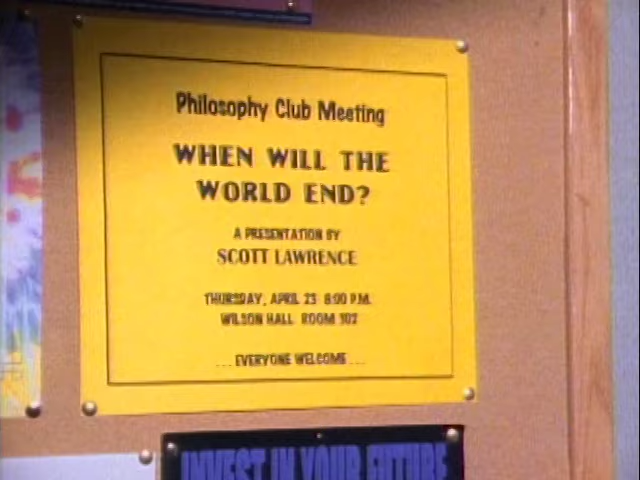 Philosophy Club Meeting
WHEN WILL THE
WORLD END?
A PRESENTATION BY
SCOTT LAWRENCE
THURSDAY, APRIL 23 8:00 P.M.
WILSON HALL ROOM 102
... EVERYONE WELCOME ...
INVEST IN YOUR FUTURE